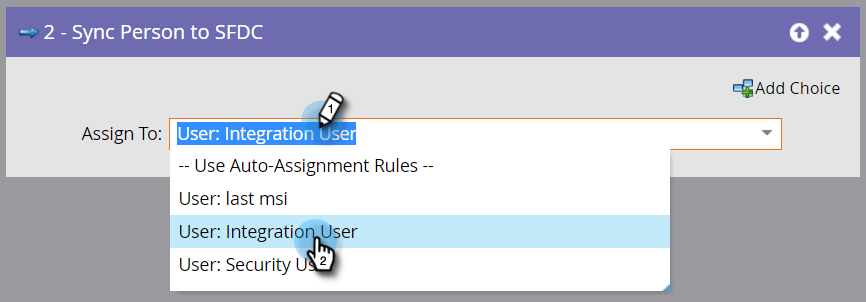 2 - Sync Person to SFDC
Add Choice
Assign To: User: Integration User
1
-- Use Auto-Assignment Rules --
User: last msi
User: Integration User
User: Security Us
2